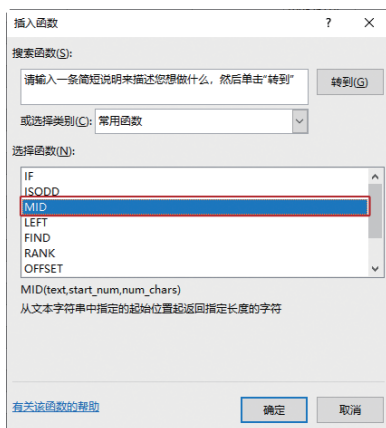 插入函数 ? ×
搜索函数(S):
请输入一条简短说明来描述您想做什么，然后单击"转到" 转到(G)
或选择类别(C): 常用函数
选择函数(N):
IF
ISODD
MID
LEFT
FIND
RANK
OFFSET
MID(text,start_num,num_chars)
从文本字符串中指定的起始位置起返回指定长度的字符
有关该函数的帮助 确定 取消